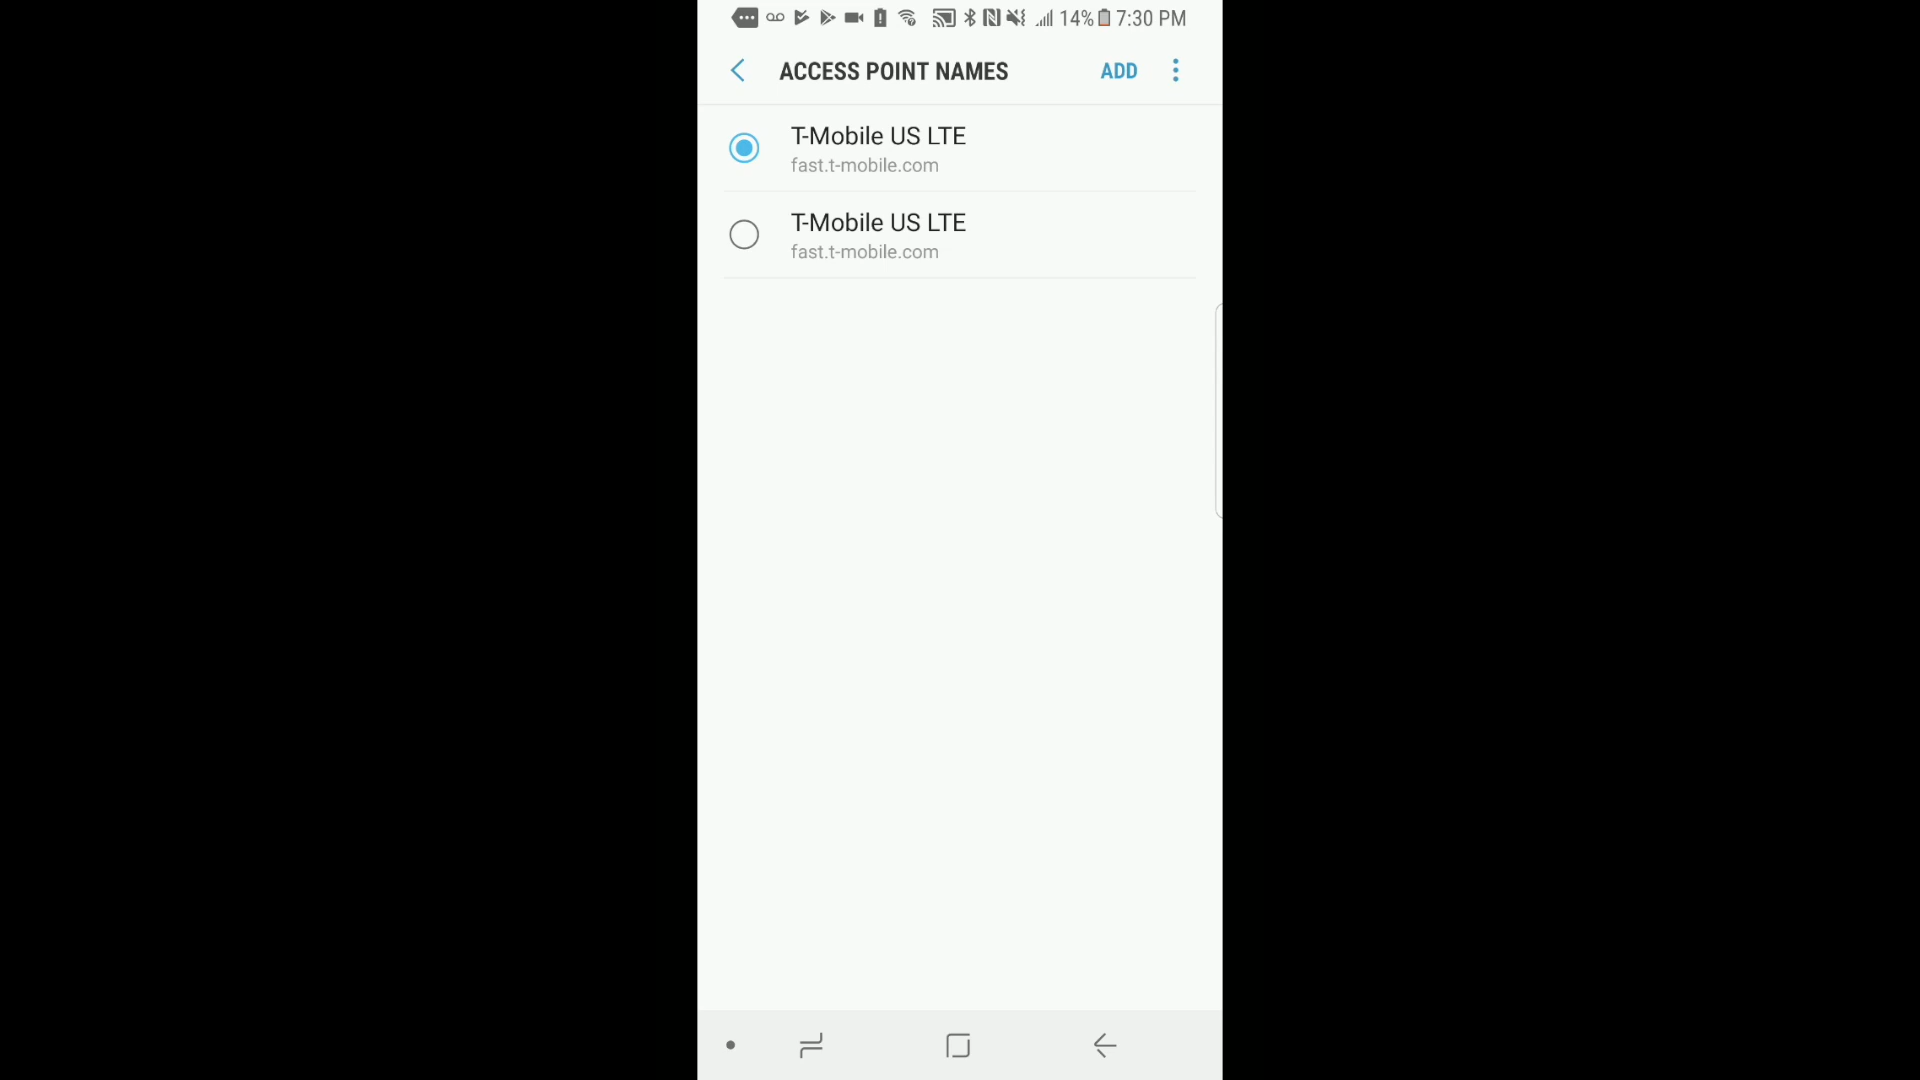 14% 7:30 PM
ACCESS POINT NAMES ADD
T-Mobile US LTE
fast.t-mobile.com
T-Mobile US LTE
fast.t-mobile.com